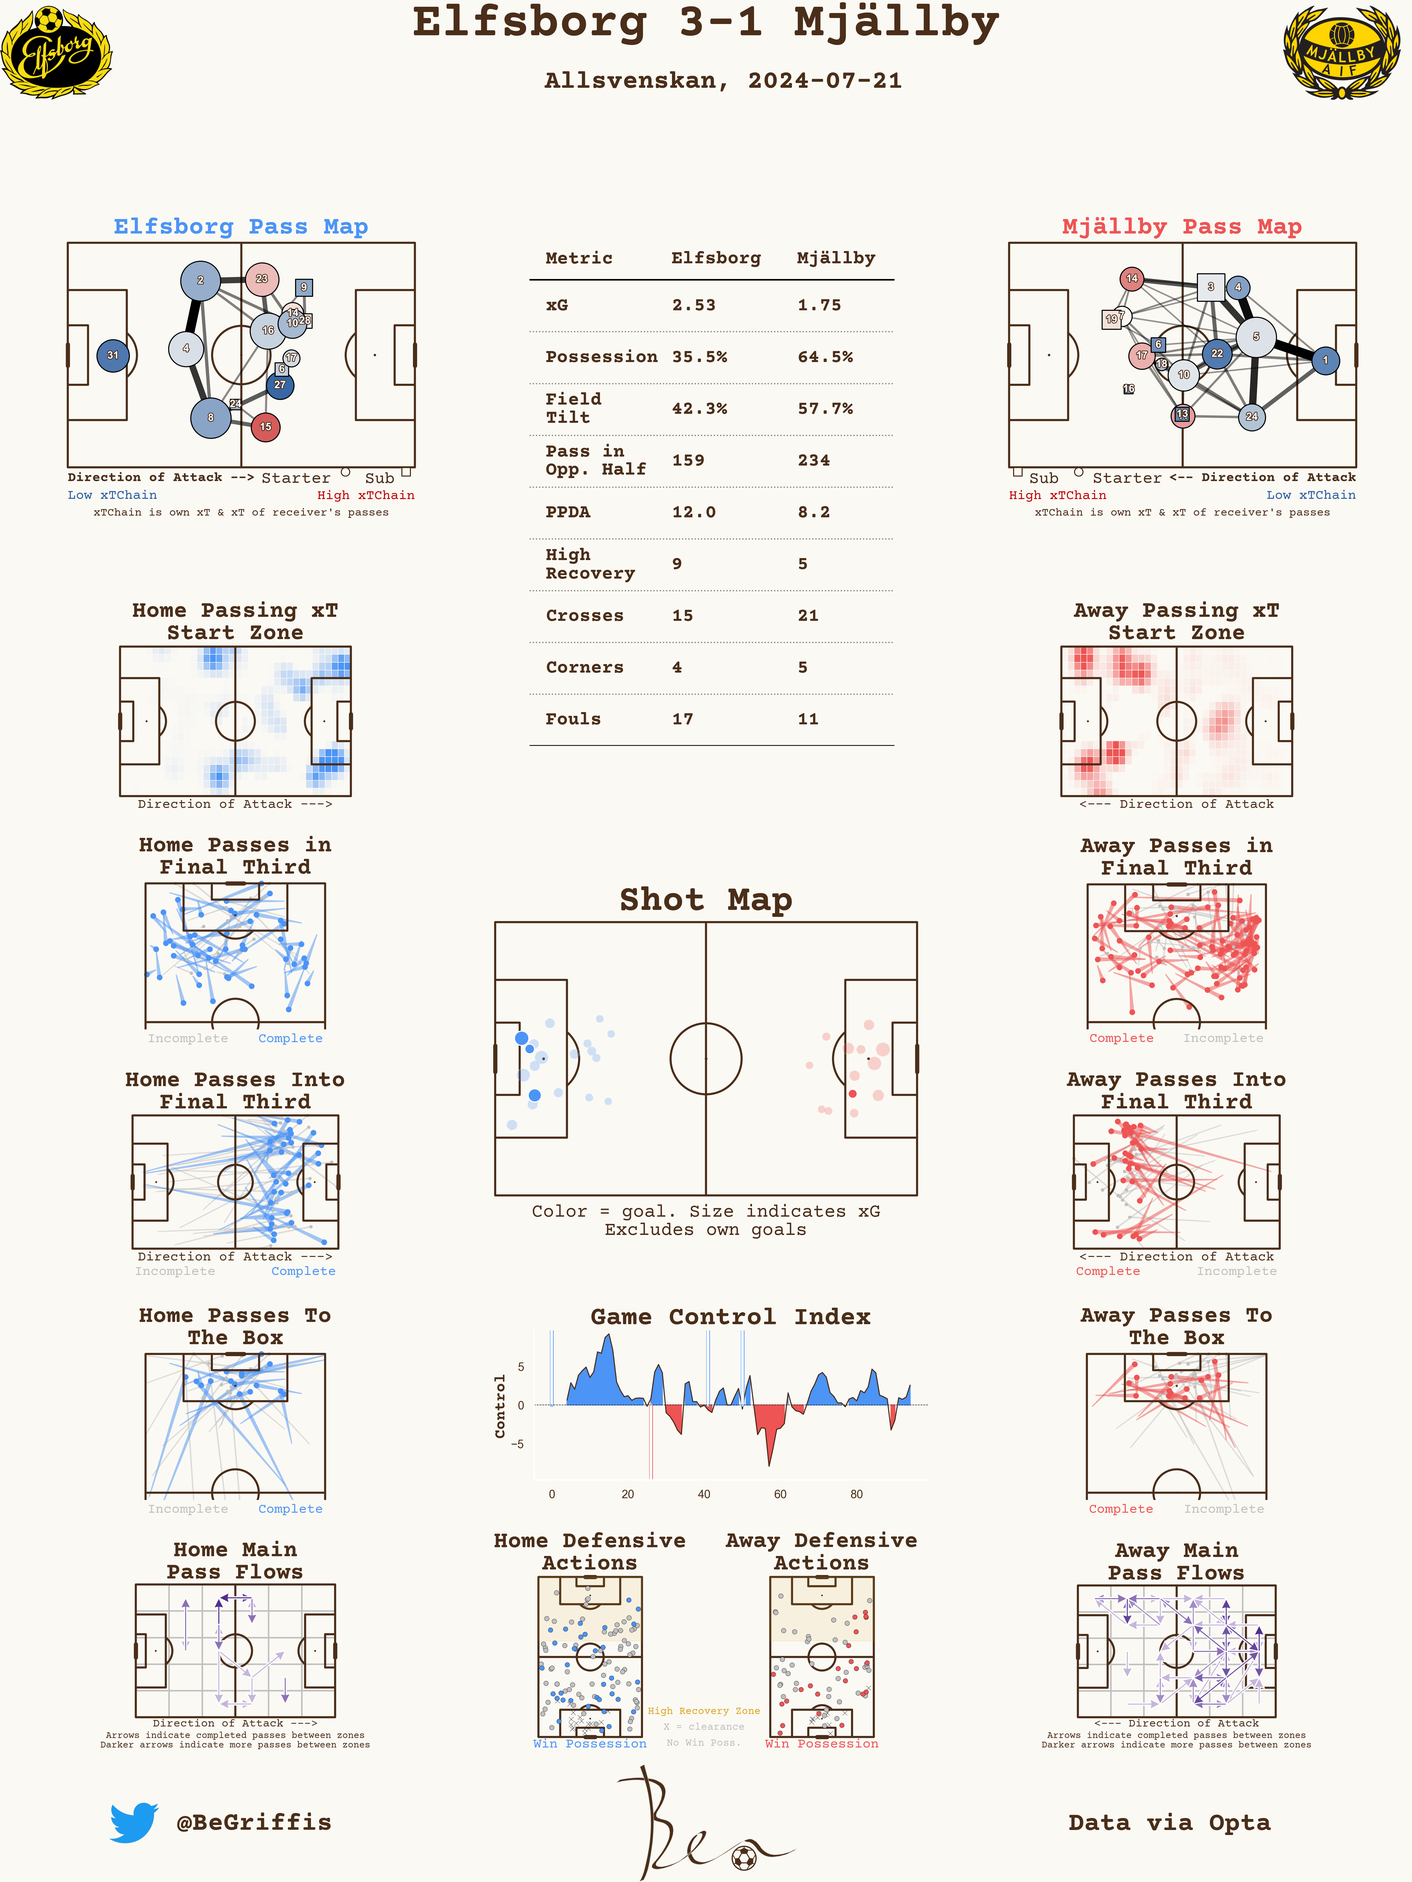 Elfsborg 3-1 Mjällby
Allsvenskan, 2024-07-21
Elfsborg
MJÄLLBY
AIF
Elfsborg Pass Map
2
23
9
14
10
28
16
4
31
17
6
27
24
8
15
Direction of Attack --> Starter Sub
Low xTChain High xTChain
xTChain is own xT & xT of receiver's passes
Metric Elfsborg Mjällby
xG 2.53 1.75
Possession 35.5% 64.5%
Field
Tilt 42.3% 57.7%
Pass in
Opp. Half 159 234
PPDA 12.0 8.2
High
Recovery 9 5
Crosses 15 21
Corners 4 5
Fouls 17 11
Mjällby Pass Map
14
3
4
19
7
5
6
17
18
22
1
10
16
13
24
Sub Starter <-- Direction of Attack
High xTChain Low xTChain
xTChain is own xT & xT of receiver's passes
Home Passing xT
Start Zone
Direction of Attack --->
Away Passing xT
Start Zone
<--- Direction of Attack
Home Passes in
Final Third
Incomplete Complete
Away Passes in
Final Third
Complete Incomplete
Shot Map
Color = goal. Size indicates xG
Excludes own goals
Home Passes Into
Final Third
Direction of Attack --->
Incomplete Complete
Away Passes Into
Final Third
<--- Direction of Attack
Complete Incomplete
Home Passes To
The Box
Incomplete Complete
Game Control Index
Control
5
0
−5
0 20 40 60 80
Away Passes To
The Box
Complete Incomplete
Home Main
Pass Flows
Direction of Attack --->
Arrows indicate completed passes between zones
Darker arrows indicate more passes between zones
Home Defensive
Actions
Win Possession
High Recovery Zone
X = clearance
No Win Poss.
Away Defensive
Actions
Win Possession
Away Main
Pass Flows
<--- Direction of Attack
Arrows indicate completed passes between zones
Darker arrows indicate more passes between zones
@BeGriffis
Ben
Data via Opta